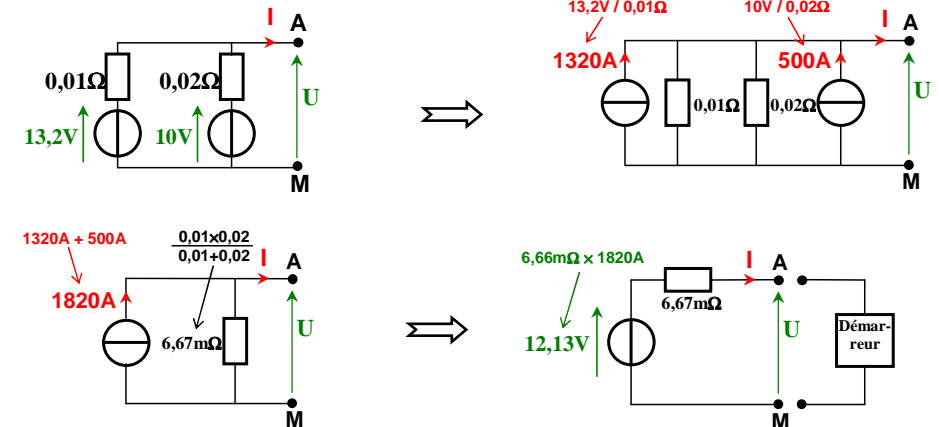 I A
0,01Ω 0,02Ω
U
13,2V 10V
M
13,2V / 0,01Ω 10V / 0,02Ω
I A
1320A 500A
0,01Ω 0,02Ω
U
M
1320A + 500A
0,01×0,02
0,01+0,02
I A
1820A
6,67mΩ
U
M
6,66mΩ × 1820A
I A
6,67mΩ
12,13V
U
Démar-
reur
M